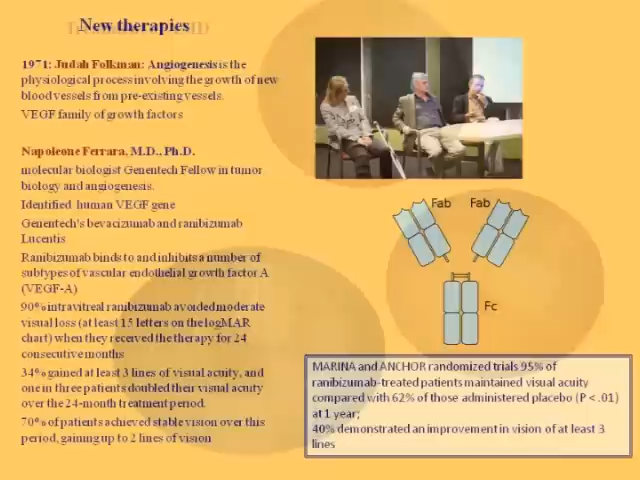 New therapies
1971: Judah Folkman: Angiogenesis is the
physiological process involving the growth of new
blood vessels from pre-existing vessels.
VEGF family of growth factors
Napoleone Ferrara, M.D.. Ph.D.
molecular biologist Genentech Fellow in tumor
biology and angiogenesis.
Identified human VEGF gene
Genentech's bevacizumab and ranibizumab
Lucentis
Ranibizumab binds to and inhibits a number of
subtypes of vascular endothelial growth factor A
(VEGF-A)
90% intravitreal ranibizumab avoided moderate
visual loss (at least 15 letters on the logMAR
chart) when they received the therapy for 24
consecutive months
34% gained at least 3 lines of visual acuity, and
one in three patients doubled their visual acuity
over the 24-month treatment period.
70% of patients achieved stable vision over this
period, gaining up to 2 lines of vision
Fab Fab
Fc
MARINA and ANCHOR randomized trials 95% of
ranibizumab-treated patients maintained visual acuity
compared with 62% of those administered placebo (P < .01)
at 1 year;
40% demonstrated an improvement in vision of at least 3
lines